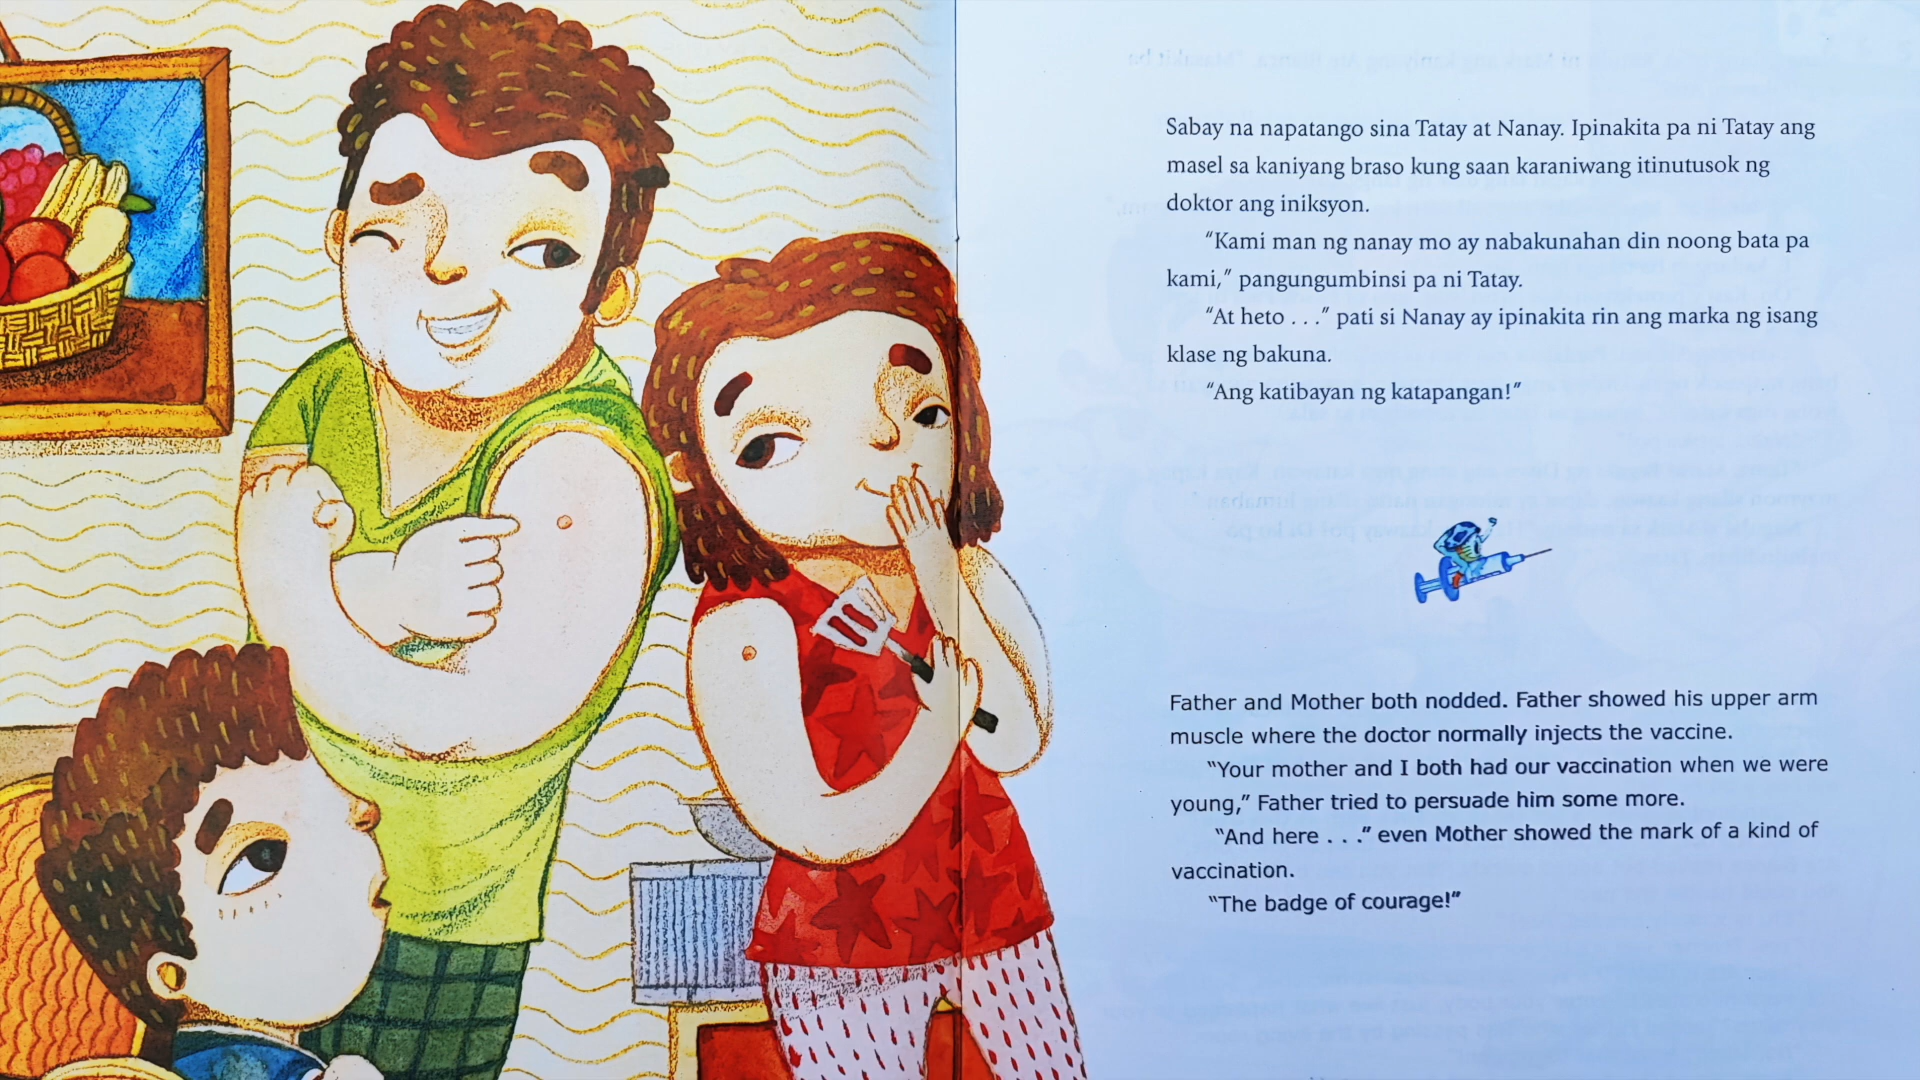 Sabay na napatango sina Tatay at Nanay. Ipinakita pa ni Tatay ang
masel sa kaniyang braso kung saan karaniwang itinutusok ng
doktor ang iniksyon.
“Kami man ng nanay mo ay nabakunahan din noong bata pa
kami,” pangungumbinsi pa ni Tatay.
“At heto . . .” pati si Nanay ay ipinakita rin ang marka ng isang
klase ng bakuna.
“Ang katibayan ng katapangan!”
Father and Mother both nodded. Father showed his upper arm
muscle where the doctor normally injects the vaccine.
“Your mother and I both had our vaccination when we were
young,” Father tried to persuade him some more.
“And here . . .” even Mother showed the mark of a kind of
vaccination.
“The badge of courage!”